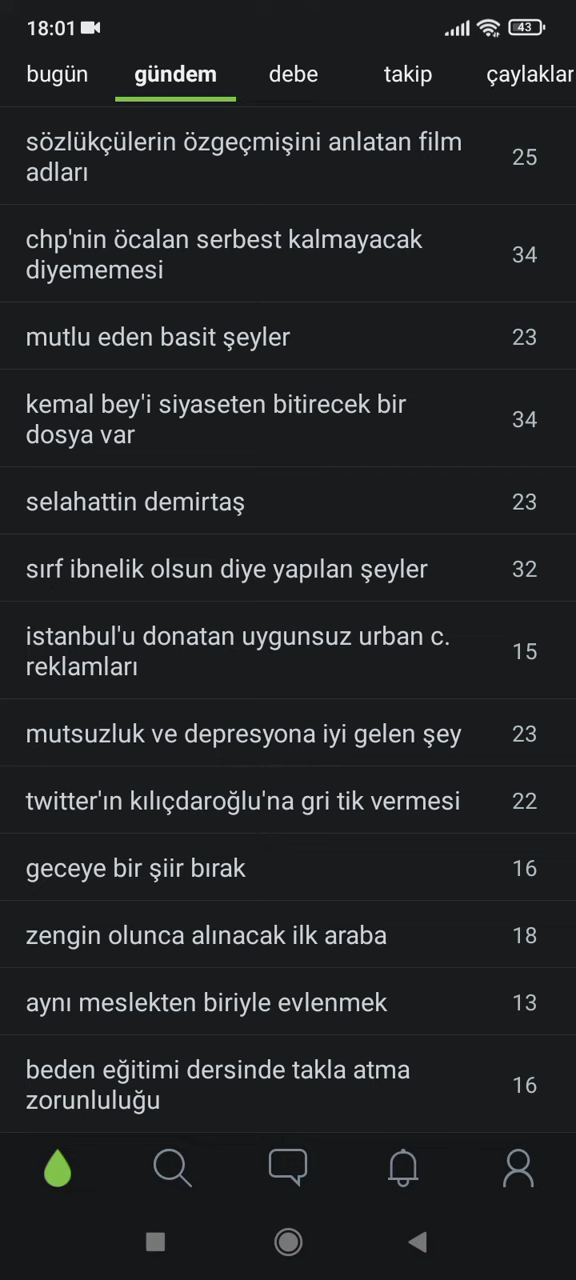 18:01
43
bugün
gündem
debe
takip
çaylaklar
sözlükçülerin özgeçmişini anlatan film
adları
25
chp'nin öcalan serbest kalmayacak
diyememesi
34
mutlu eden basit şeyler
23
kemal bey'i siyaseten bitirecek bir
dosya var
34
selahattin demirtaş
23
sırf ibnelik olsun diye yapılan şeyler
32
istanbul'u donatan uygunsuz urban c.
reklamları
15
mutsuzluk ve depresyona iyi gelen şey
23
twitter'ın kılıçdaroğlu'na gri tik vermesi
22
geceye bir şiir bırak
16
zengin olunca alınacak ilk araba
18
aynı meslekten biriyle evlenmek
13
beden eğitimi dersinde takla atma
zorunluluğu
16